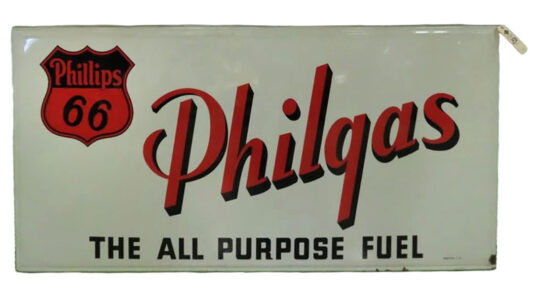 Phillips
66
Philgas
THE ALL PURPOSE FUEL